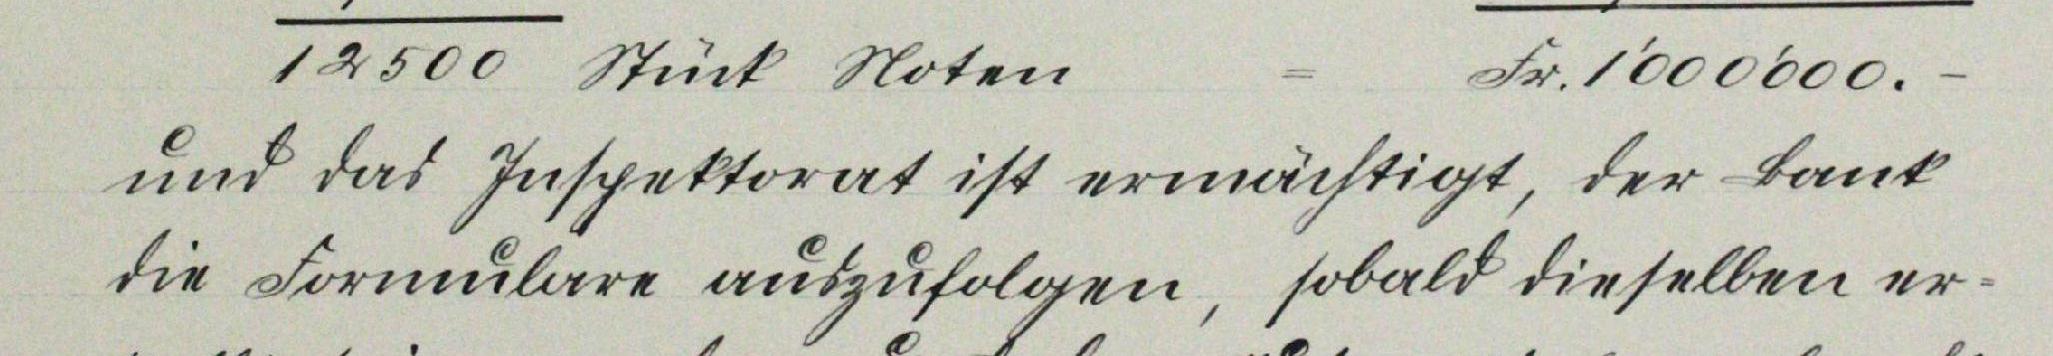 12500 Stück Noten = Fr. 1'000'000. –
und das Inspektorat ist ermächtigt, der Bank
die Formulare auszufolgen, sobald dieselben er-